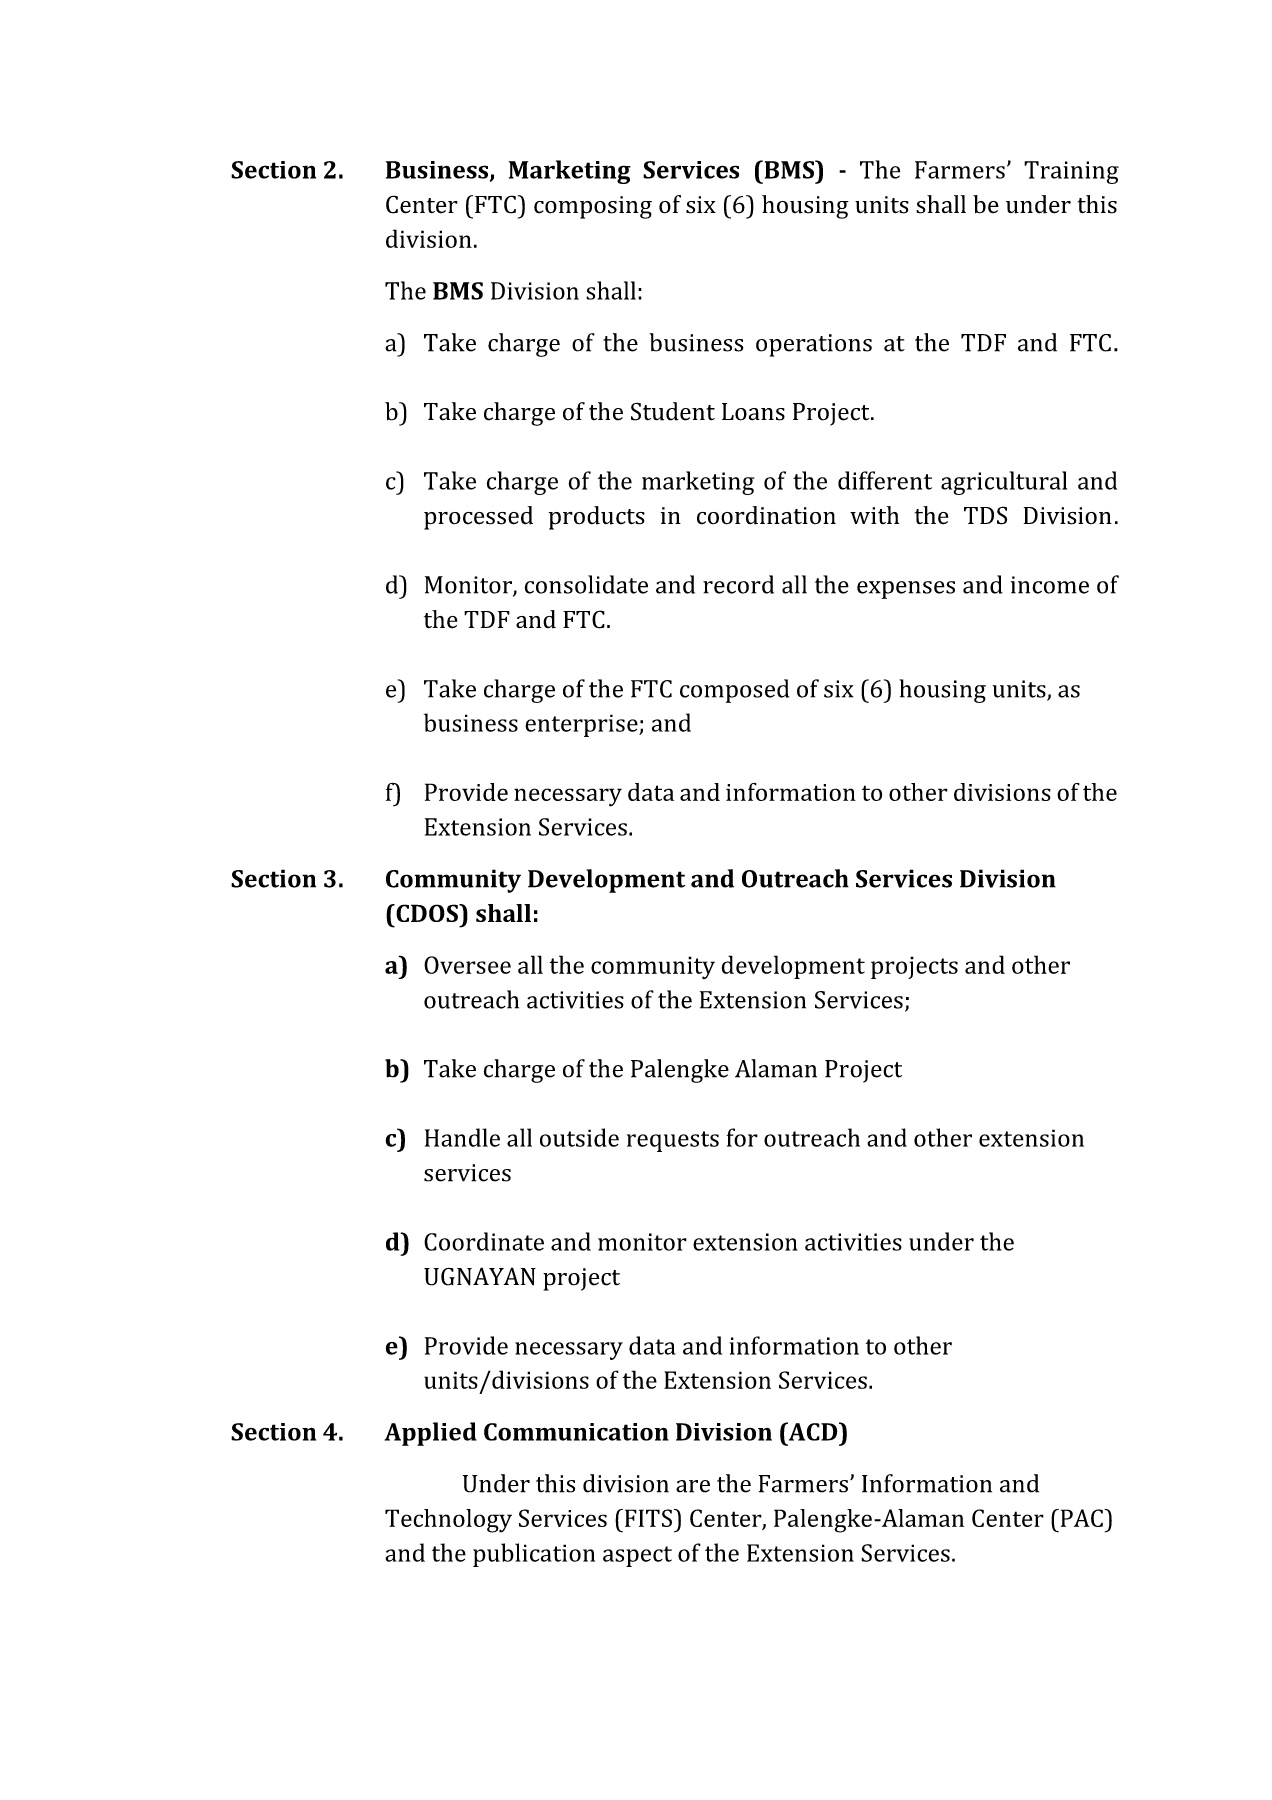 Section 2. Business, Marketing Services (BMS) - The Farmers’ Training
Center (FTC) composing of six (6) housing units shall be under this
division.
The BMS Division shall:
a) Take charge of the business operations at the TDF and FTC.
b) Take charge of the Student Loans Project.
c) Take charge of the marketing of the different agricultural and
processed products in coordination with the TDS Division.
d) Monitor, consolidate and record all the expenses and income of
the TDF and FTC.
e) Take charge of the FTC composed of six (6) housing units, as
business enterprise; and
f) Provide necessary data and information to other divisions of the
Extension Services.
Section 3. Community Development and Outreach Services Division
(CDOS) shall:
a) Oversee all the community development projects and other
outreach activities of the Extension Services;
b) Take charge of the Palengke Alaman Project
c) Handle all outside requests for outreach and other extension
services
d) Coordinate and monitor extension activities under the
UGNAYAN project
e) Provide necessary data and information to other
units/divisions of the Extension Services.
Section 4. Applied Communication Division (ACD)
Under this division are the Farmers’ Information and
Technology Services (FITS) Center, Palengke-Alaman Center (PAC)
and the publication aspect of the Extension Services.